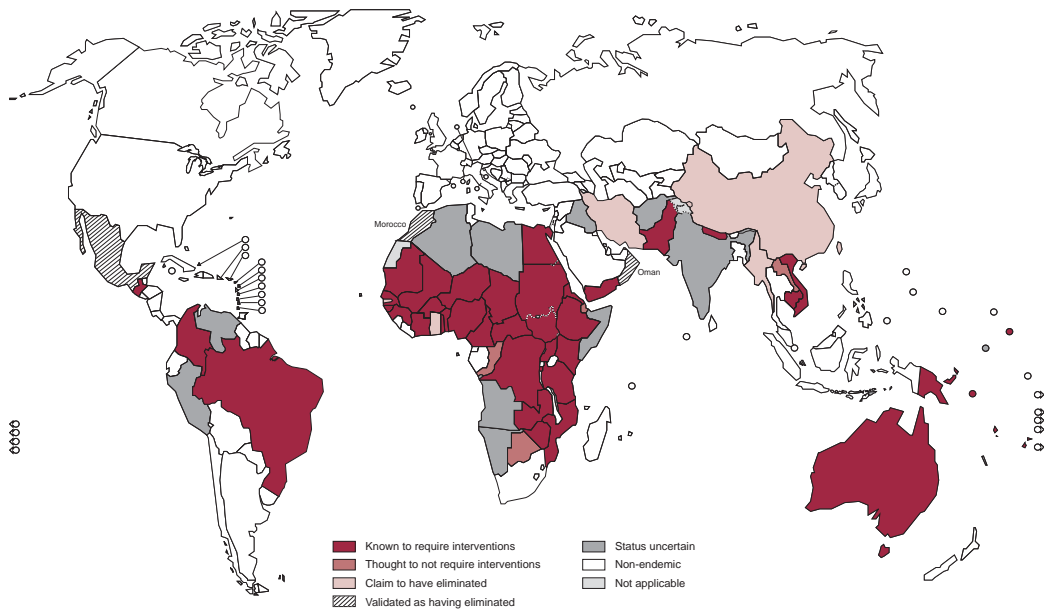 Morocco
Oman
Known to require interventions
Thought to not require interventions
Claim to have eliminated
Validated as having eliminated
Status uncertain
Non-endemic
Not applicable